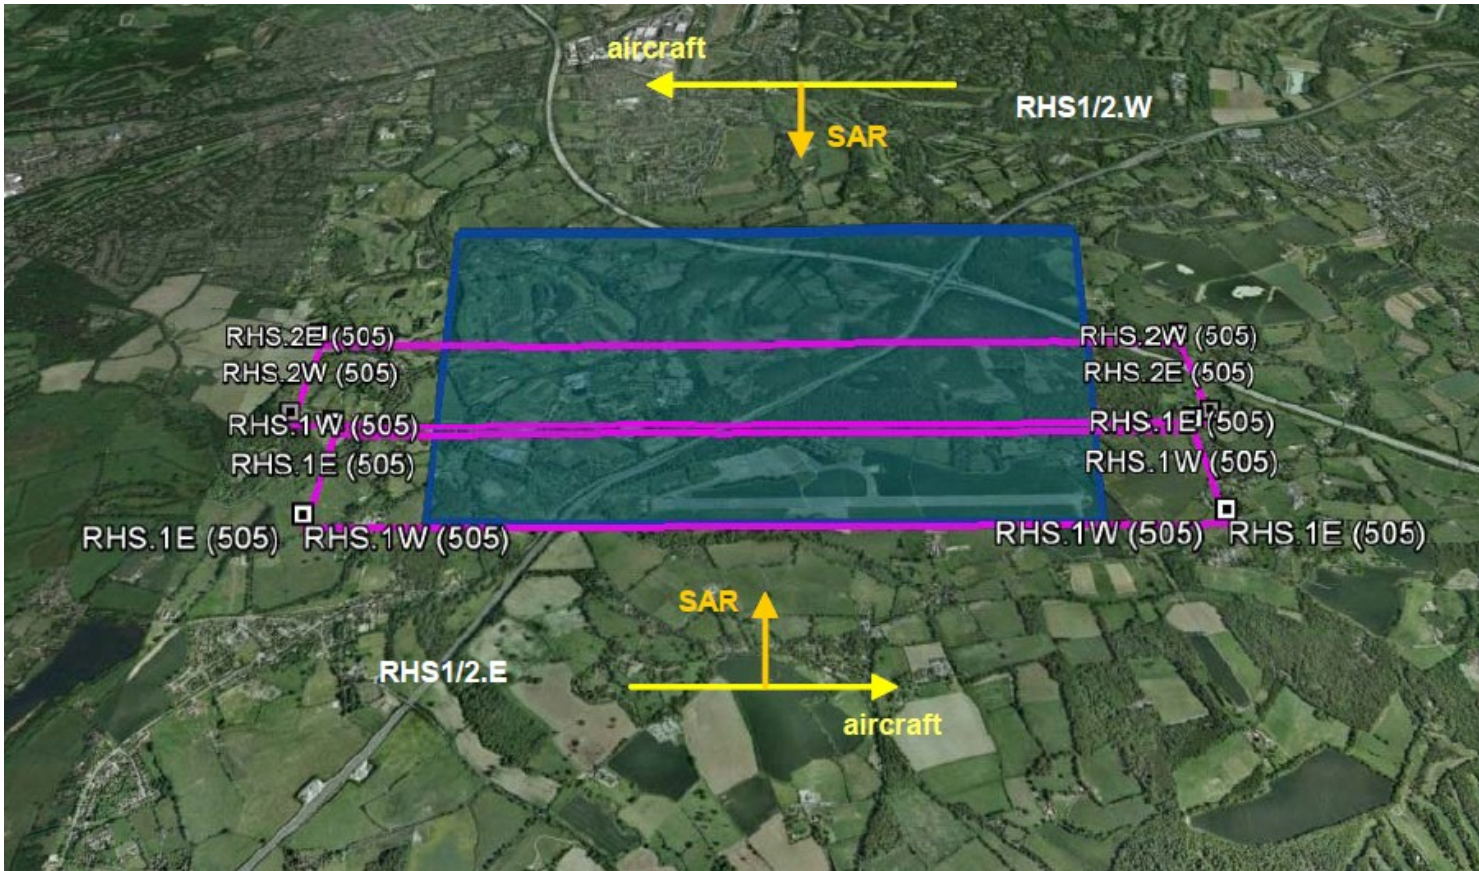 aircraft
RHS1/2.W
SAR
RHS.2E (505)
RHS.2W (505)
RHS.2W (505)
RHS.2E (505)
RHS.1W (505)
RHS.1E (505)
RHS.1E (505)
RHS.1W (505)
RHS.1E (505)
RHS.1W (505)
RHS.1W (505)
RHS.1E (505)
SAR
RHS1/2.E
aircraft